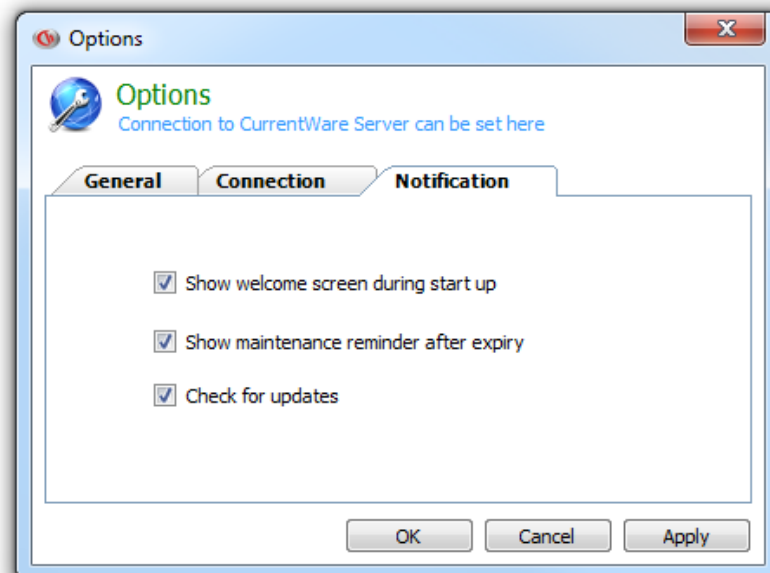 Options
Options
Connection to CurrentWare Server can be set here
General Connection Notification
Show welcome screen during start up
Show maintenance reminder after expiry
Check for updates
OK Cancel Apply